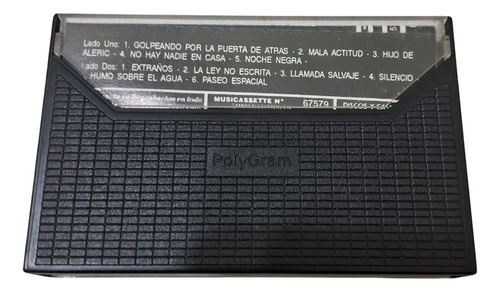 Lado Uno: 1. GOLPEANDO POR LA PUERTA DE ATRAS - 2. MALA ACTITUD - 3. HIJO DE
ALERIC - 4. NO HAY NADIE EN CASA - 5. NOCHE NEGRA -
Lado Dos: 1. EXTRAÑOS - 2. LA LEY NO ESCRITA - 3. LLAMADA SALVAJE - 4. SILENCIO
HUMO SOBRE EL AGUA - 6. PASEO ESPACIAL
MUSICASSETTE N° 67579 DISCOS Y
PolyGram